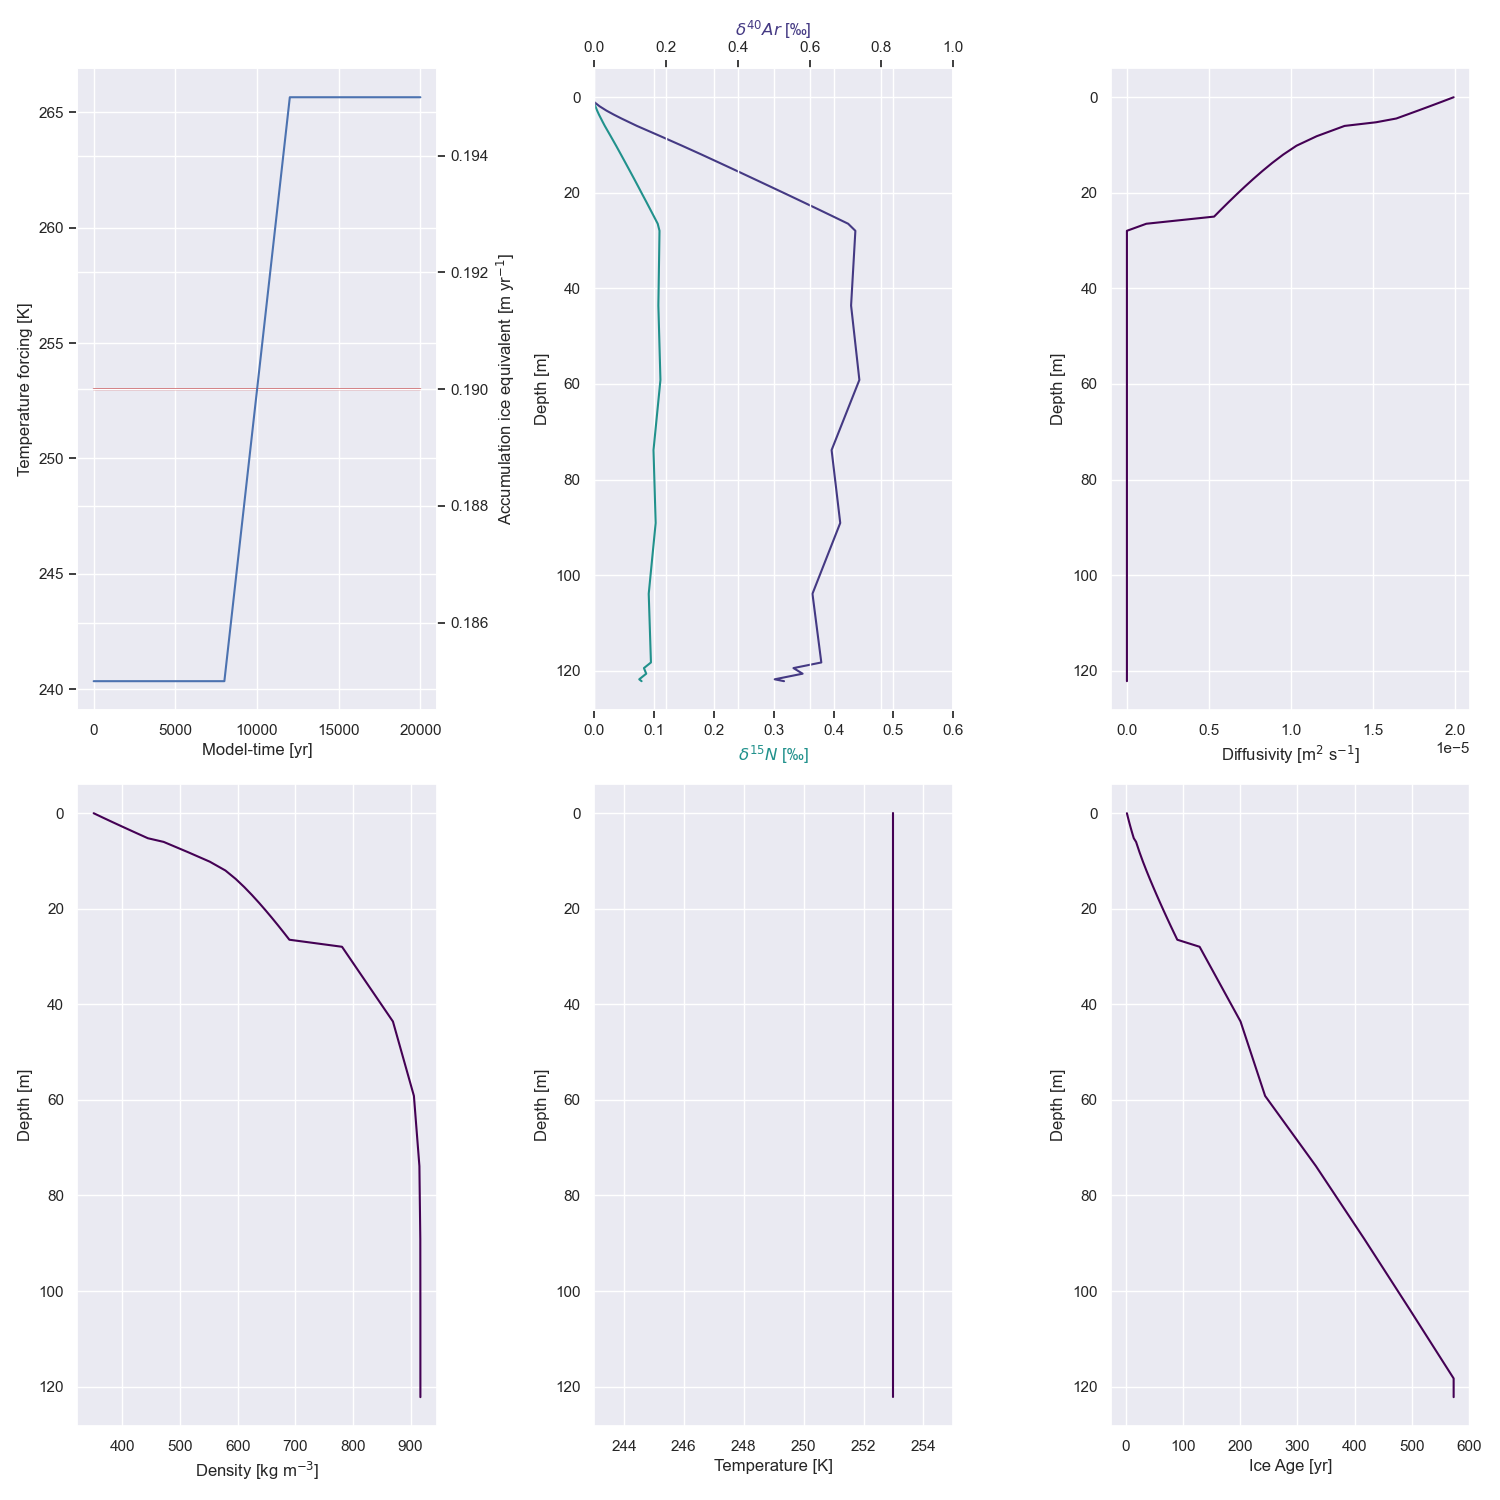 δ⁴⁰Ar [‰]
0.0 0.2 0.4 0.6 0.8 1.0
Temperature forcing [K]
265
260
255
250
245
240
0 5000 10000 15000 20000
Model-time [yr]
0.194
0.192
0.190
0.188
0.186
Accumulation ice equivalent [m yr⁻¹]
Depth [m]
0
20
40
60
80
100
120
0.0 0.1 0.2 0.3 0.4 0.5 0.6
δ¹⁵N [‰]
Depth [m]
0
20
40
60
80
100
120
0.0 0.5 1.0 1.5 2.0
1e−5
Diffusivity [m² s⁻¹]
Depth [m]
0
20
40
60
80
100
120
400 500 600 700 800 900
Density [kg m⁻³]
Depth [m]
0
20
40
60
80
100
120
244 246 248 250 252 254
Temperature [K]
Depth [m]
0
20
40
60
80
100
120
0 100 200 300 400 500 600
Ice Age [yr]